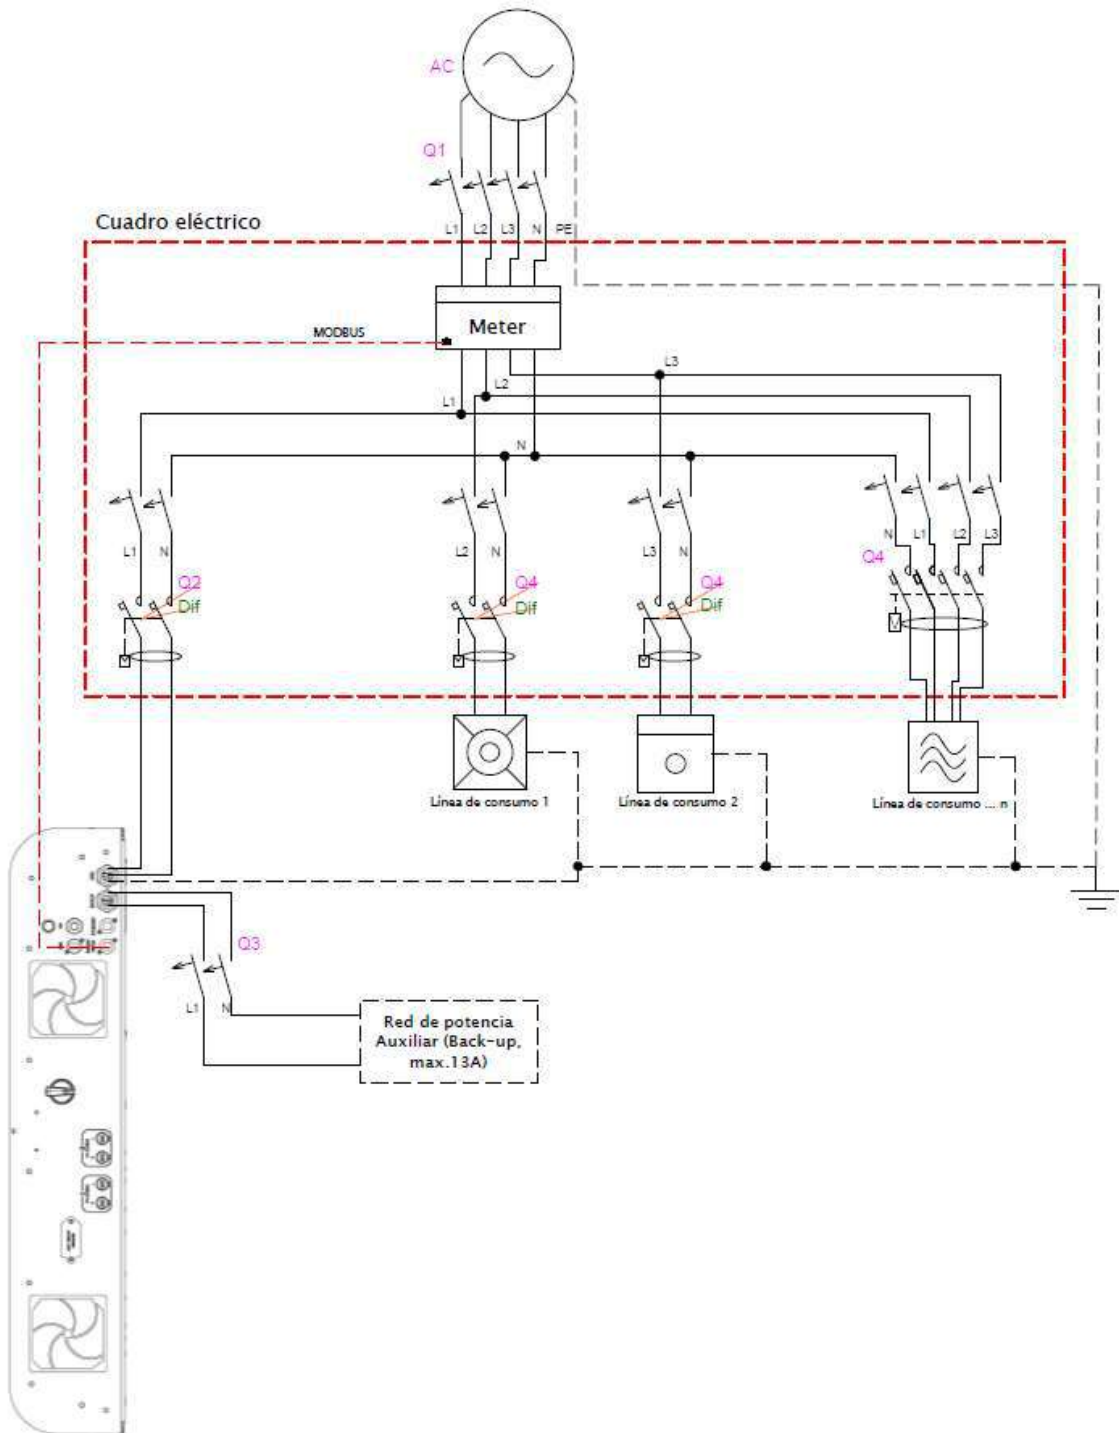 AC
Q1
Cuadro eléctrico
L1 L2 L3 N PE
Meter
MODBUS
L3
L2
L1
N
L1 N
L2 N
L3 N
N L1 L2 L3
Q2
Dif
Q4
Dif
Q4
Dif
Q4
Línea de consumo 1
Línea de consumo 2
Línea de consumo ... n
Q3
L1 N
Red de potencia
Auxiliar (Back-up,
max.13A)